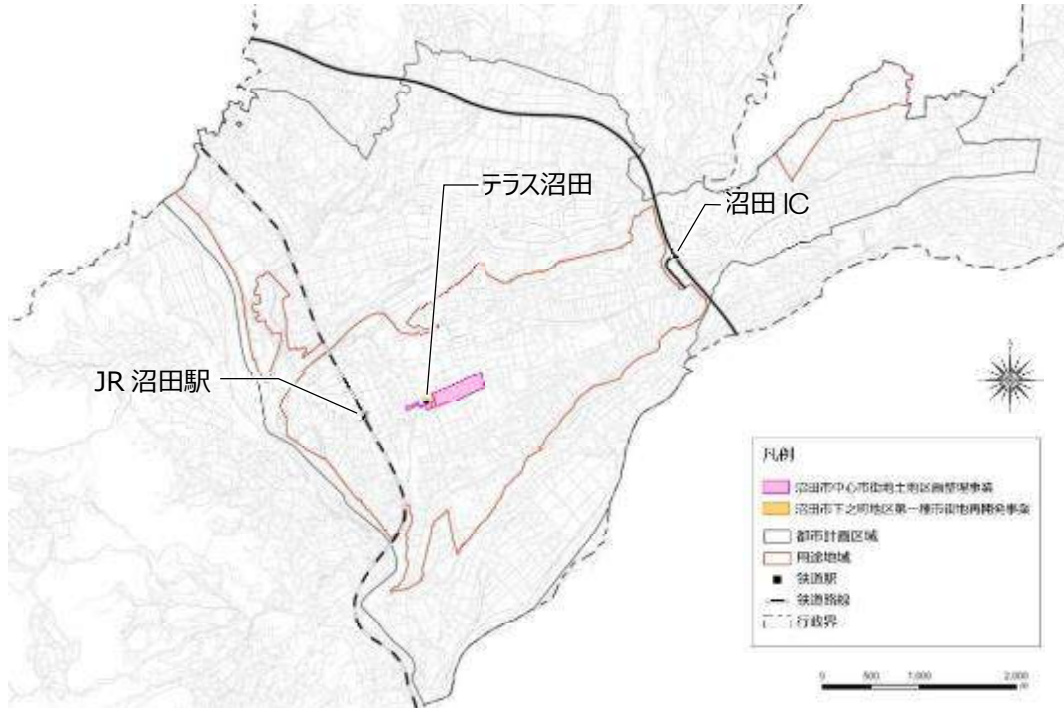 テラス沼田
沼田 IC
JR 沼田駅
凡例
沼田市中心市街地土地区画整理事業
沼田市下之町地区第一種市街地再開発事業
都市計画区域
用途地域
鉄道駅
鉄道路線
行政界
0 500 1,000 2,000
m